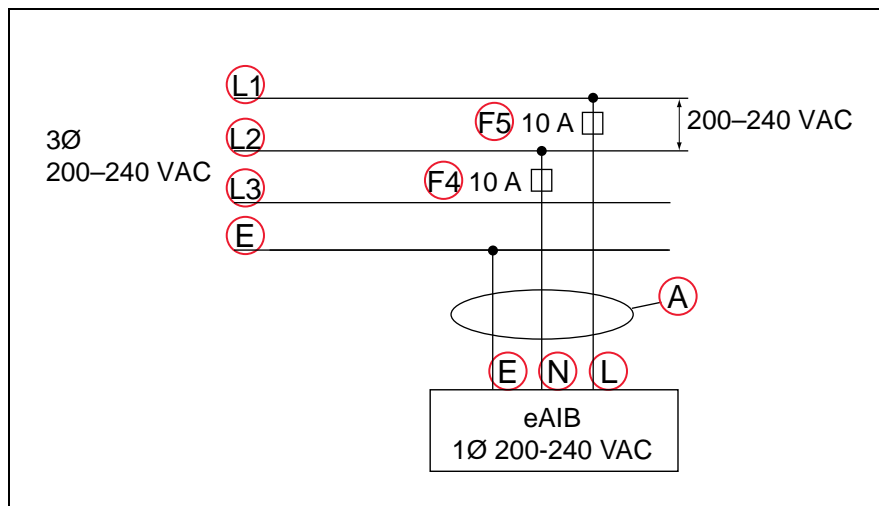 L1
F5 10 A
200–240 VAC
3Ø
200–240 VAC
L2
F4 10 A
L3
E
A
E N L
eAIB
1Ø 200-240 VAC